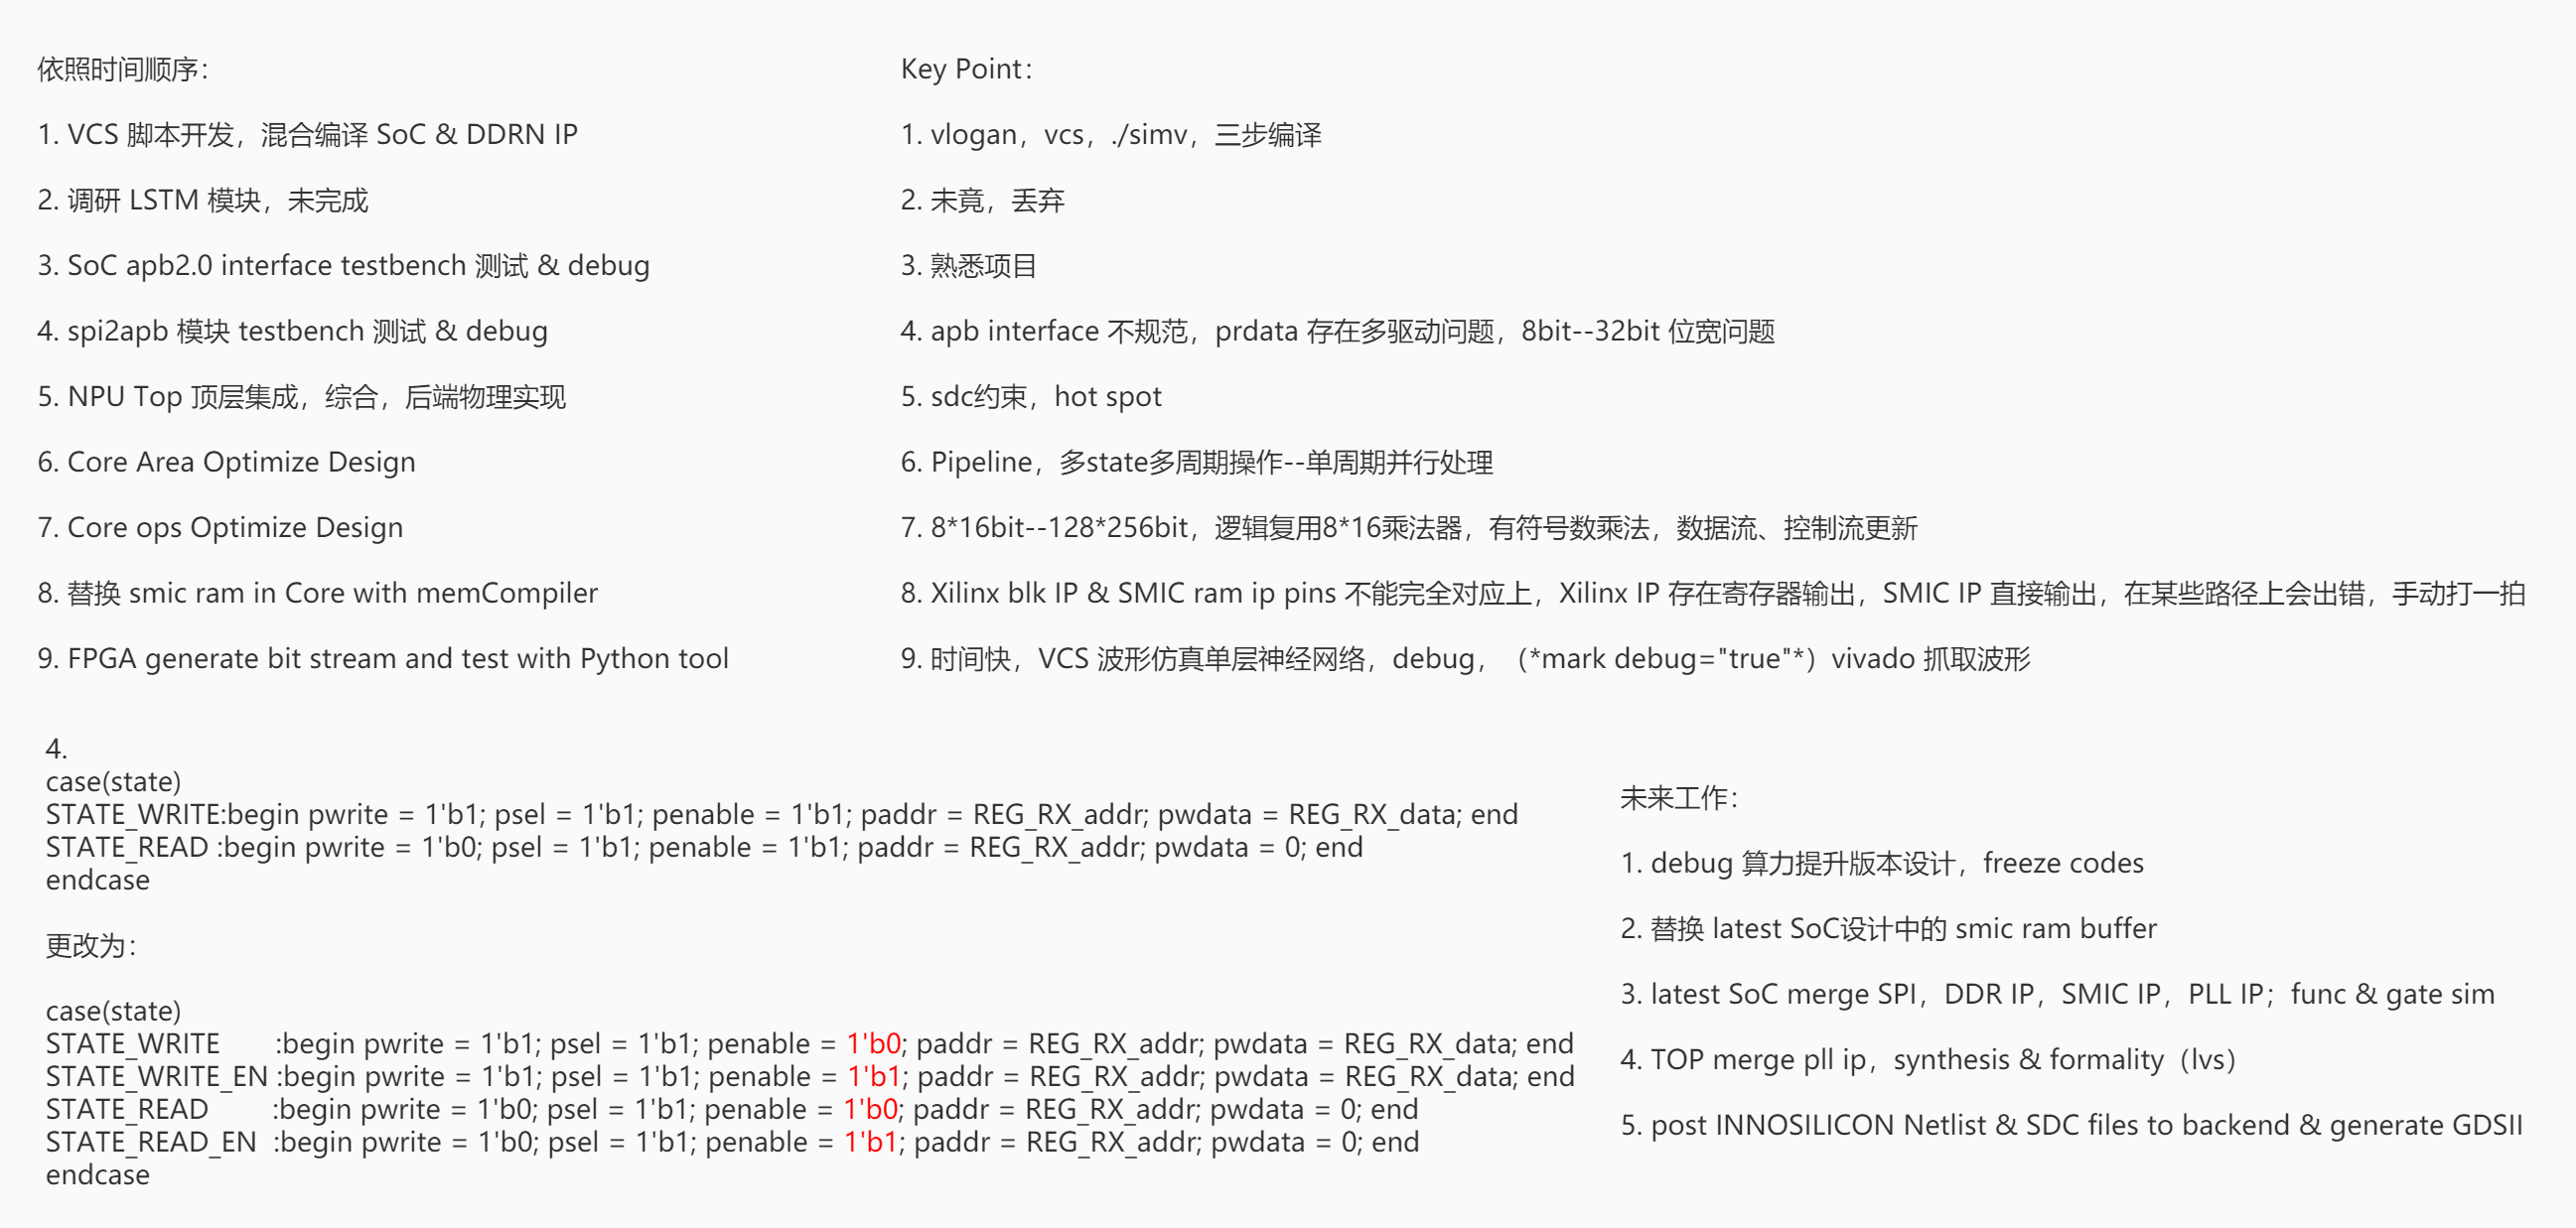 依照时间顺序：
1. VCS 脚本开发，混合编译 SoC & DDRN IP
2. 调研 LSTM 模块，未完成
3. SoC apb2.0 interface testbench 测试 & debug
4. spi2apb 模块 testbench 测试 & debug
5. NPU Top 顶层集成，综合，后端物理实现
6. Core Area Optimize Design
7. Core ops Optimize Design
8. 替换 smic ram in Core with memCompiler
9. FPGA generate bit stream and test with Python tool
Key Point：
1. vlogan，vcs，./simv，三步编译
2. 未竟，丢弃
3. 熟悉项目
4. apb interface 不规范，prdata 存在多驱动问题，8bit--32bit 位宽问题
5. sdc约束，hot spot
6. Pipeline，多state多周期操作--单周期并行处理
7. 8*16bit--128*256bit，逻辑复用8*16乘法器，有符号数乘法，数据流、控制流更新
8. Xilinx blk IP & SMIC ram ip pins 不能完全对应上，Xilinx IP 存在寄存器输出，SMIC IP 直接输出，在某些路径上会出错，手动打一拍
9. 时间快，VCS 波形仿真单层神经网络，debug，（*mark debug="true"*）vivado 抓取波形
4.
case(state)
STATE_WRITE:begin pwrite = 1'b1; psel = 1'b1; penable = 1'b1; paddr = REG_RX_addr; pwdata = REG_RX_data; end
STATE_READ :begin pwrite = 1'b0; psel = 1'b1; penable = 1'b1; paddr = REG_RX_addr; pwdata = 0; end
endcase
更改为：
case(state)
STATE_WRITE :begin pwrite = 1'b1; psel = 1'b1; penable = 1'b0; paddr = REG_RX_addr; pwdata = REG_RX_data; end
STATE_WRITE_EN :begin pwrite = 1'b1; psel = 1'b1; penable = 1'b1; paddr = REG_RX_addr; pwdata = REG_RX_data; end
STATE_READ :begin pwrite = 1'b0; psel = 1'b1; penable = 1'b0; paddr = REG_RX_addr; pwdata = 0; end
STATE_READ_EN :begin pwrite = 1'b0; psel = 1'b1; penable = 1'b1; paddr = REG_RX_addr; pwdata = 0; end
endcase
未来工作：
1. debug 算力提升版本设计，freeze codes
2. 替换 latest SoC设计中的 smic ram buffer
3. latest SoC merge SPI，DDR IP，SMIC IP，PLL IP；func & gate sim
4. TOP merge pll ip，synthesis & formality（lvs）
5. post INNOSILICON Netlist & SDC files to backend & generate GDSII